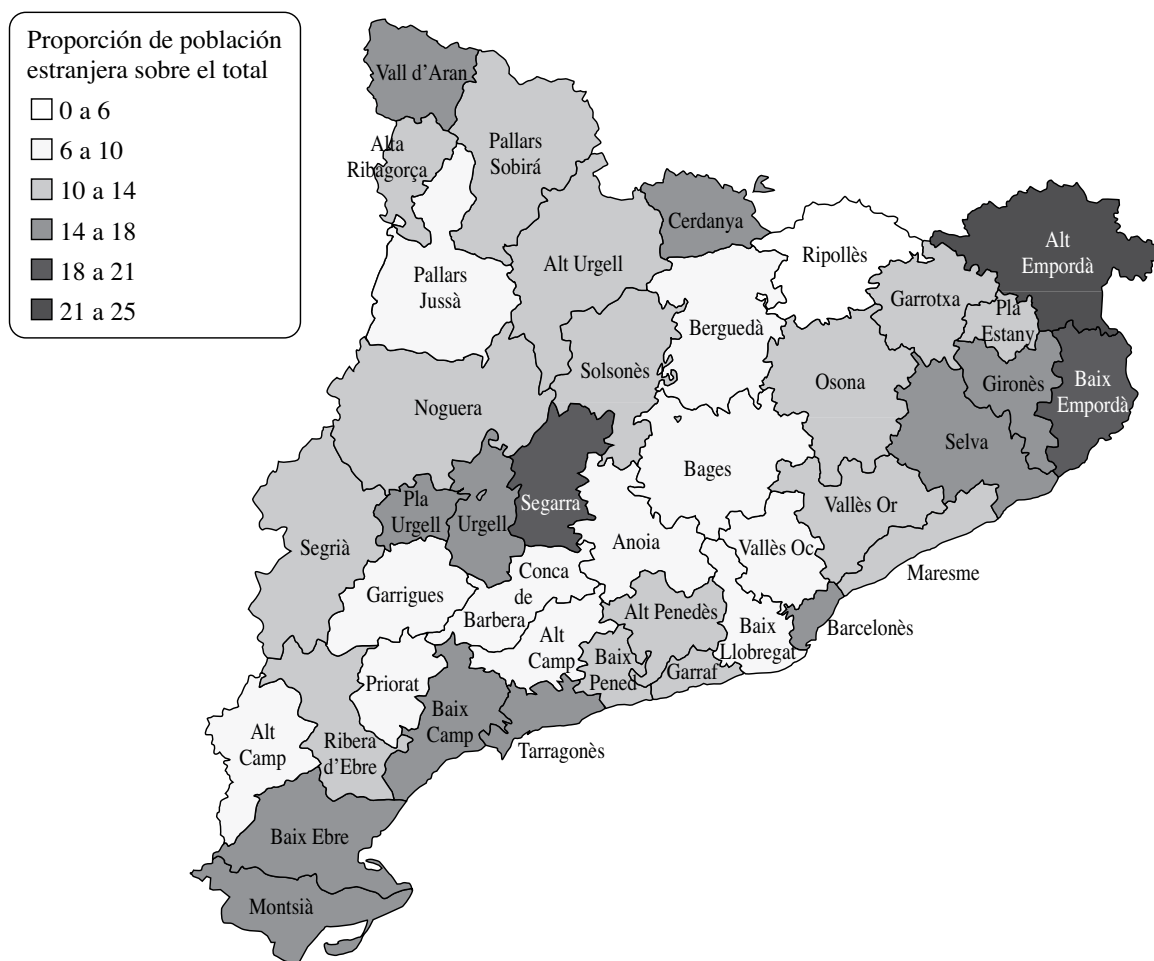 Proporción de población
estranjera sobre el total
0 a 6
6 a 10
10 a 14
14 a 18
18 a 21
21 a 25
Vall d’Aran
Alta
Ribagorça
Pallars
Sobirá
Cerdanya
Ripollès
Alt
Empordà
Alt Urgell
Pallars
Jussà
Garrotxa
Pla
Estany
Berguedà
Solsonès
Osona
Gironès
Baix
Empordà
Noguera
Selva
Bages
Segarra
Pla
Urgell
Urgell
Vallès Or
Segrià
Anoia
Vallès Oc
Maresme
Conca
de
Barbera
Garrigues
Alt Penedès
Barcelonès
Baix
Llobregat
Alt
Camp
Baix
Pened
Garraf
Priorat
Baix
Camp
Tarragonès
Alt
Camp
Ribera
d’Ebre
Baix Ebre
Montsià